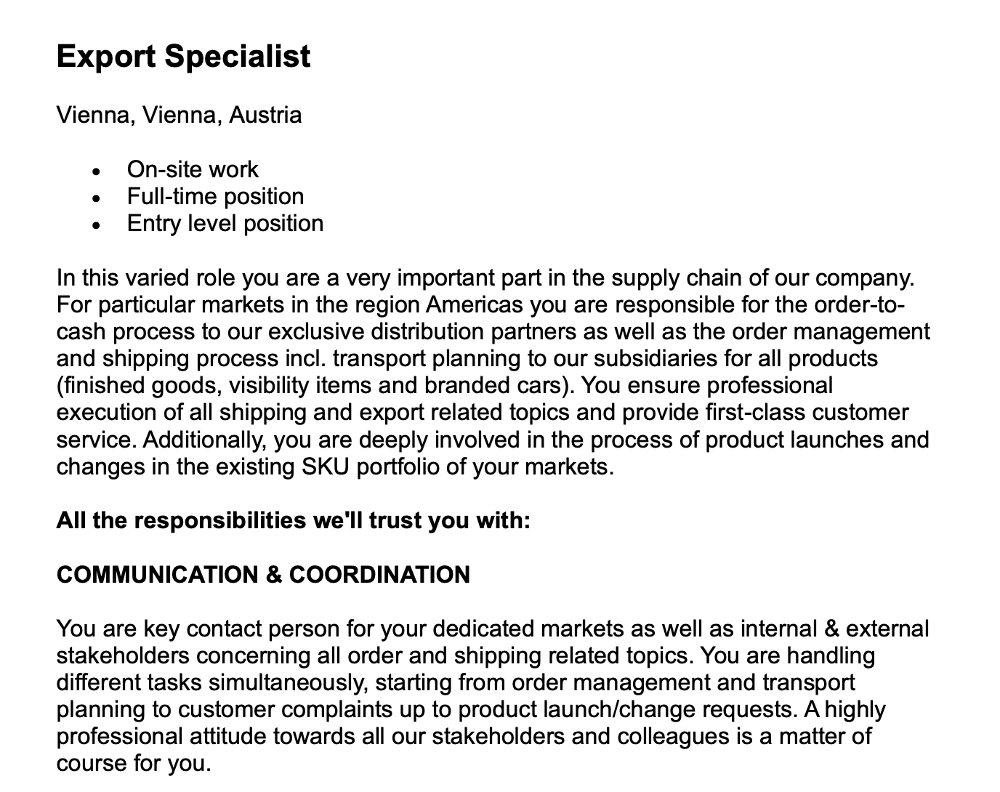 Export Specialist
Vienna, Vienna, Austria
• On-site work
• Full-time position
• Entry level position
In this varied role you are a very important part in the supply chain of our company.
For particular markets in the region Americas you are responsible for the order-to-
cash process to our exclusive distribution partners as well as the order management
and shipping process incl. transport planning to our subsidiaries for all products
(finished goods, visibility items and branded cars). You ensure professional
execution of all shipping and export related topics and provide first-class customer
service. Additionally, you are deeply involved in the process of product launches and
changes in the existing SKU portfolio of your markets.
All the responsibilities we'll trust you with:
COMMUNICATION & COORDINATION
You are key contact person for your dedicated markets as well as internal & external
stakeholders concerning all order and shipping related topics. You are handling
different tasks simultaneously, starting from order management and transport
planning to customer complaints up to product launch/change requests. A highly
professional attitude towards all our stakeholders and colleagues is a matter of
course for you.